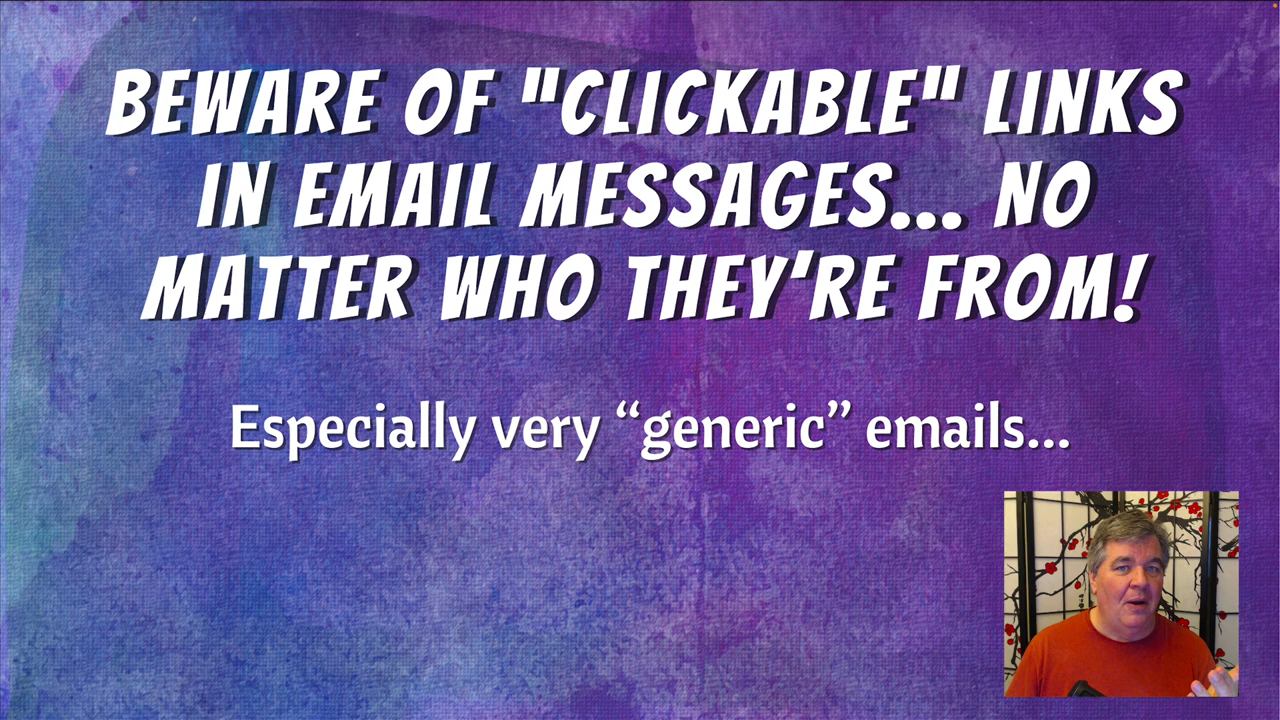 BEWARE OF "CLICKABLE" LINKS
IN EMAIL MESSAGES... NO
MATTER WHO THEY'RE FROM!
Especially very “generic” emails...